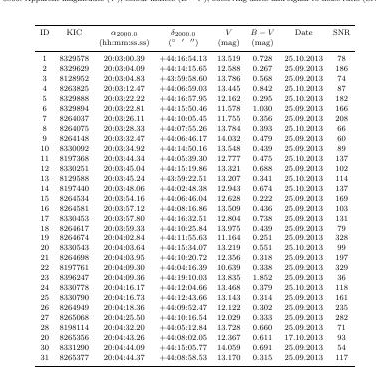 ID KIC α2000.0 δ2000.0 V B − V Date SNR
(hh:mm:ss.ss) (° ′ ″) (mag) (mag)
1 8329578 20:03:00.39 +44:16:54.13 13.519 0.728 25.10.2013 78
2 8329629 20:03:04.20 +44:14:15.65 12.588 0.267 25.09.2013 186
3 8128952 20:03:04.83 +43:59:58.60 13.786 0.568 25.09.2013 74
4 8263825 20:03:12.47 +44:06:59.03 13.445 0.842 25.10.2013 87
5 8329888 20:03:22.22 +44:16:57.95 12.162 0.295 25.10.2013 182
6 8329894 20:03:22.81 +44:15:50.46 11.578 1.030 25.09.2013 166
7 8264037 20:03:26.11 +44:10:05.45 11.755 0.356 25.09.2013 208
8 8264075 20:03:28.33 +44:07:55.26 13.784 0.393 25.10.2013 66
9 8264148 20:03:32.47 +44:06:46.17 14.032 0.479 25.09.2013 60
10 8330092 20:03:34.92 +44:14:50.16 13.548 0.439 25.09.2013 89
11 8197368 20:03:44.34 +44:05:39.30 12.777 0.475 25.10.2013 137
12 8330251 20:03:45.04 +44:15:19.86 13.321 0.688 25.09.2013 102
13 8129588 20:03:45.24 +43:59:22.51 13.207 0.341 25.10.2013 114
14 8197440 20:03:48.06 +44:02:48.38 12.943 0.674 25.10.2013 137
15 8264534 20:03:54.16 +44:06:46.04 12.628 0.222 25.09.2013 169
16 8264581 20:03:57.12 +44:08:16.86 13.509 0.436 25.09.2013 103
17 8330453 20:03:57.80 +44:16:32.51 12.804 0.738 25.09.2013 131
18 8264617 20:03:59.33 +44:10:25.84 13.975 0.439 25.09.2013 79
19 8264674 20:04:02.84 +44:11:55.63 11.164 0.251 25.09.2013 328
20 8330543 20:04:03.64 +44:15:34.07 13.219 0.551 25.10.2013 99
21 8264698 20:04:03.95 +44:10:20.72 12.356 0.318 25.09.2013 197
22 8197761 20:04:09.30 +44:04:16.39 10.639 0.338 25.09.2013 329
23 8396247 20:04:09.36 +44:19:10.03 13.835 1.852 25.09.2013 36
24 8330778 20:04:16.17 +44:12:04.66 13.468 0.379 25.10.2013 118
25 8330790 20:04:16.73 +44:12:43.66 13.143 0.314 25.09.2013 161
26 8264949 20:04:18.36 +44:09:52.47 12.122 0.302 25.09.2013 235
27 8265068 20:04:25.50 +44:10:16.54 12.029 0.333 25.09.2013 282
28 8198114 20:04:32.20 +44:05:12.84 13.728 0.660 25.09.2013 71
29 8265356 20:04:43.26 +44:08:02.05 12.367 0.611 17.10.2013 93
30 8331290 20:04:44.09 +44:15:05.77 14.059 0.691 25.09.2013 54
31 8265377 20:04:44.37 +44:08:58.53 13.170 0.315 25.09.2013 117